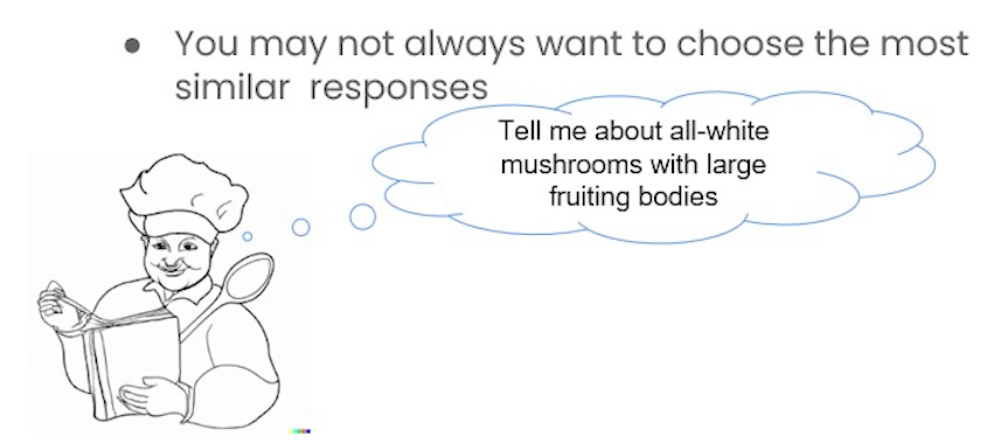 ● You may not always want to choose the most
similar responses
Tell me about all-white
mushrooms with large
fruiting bodies